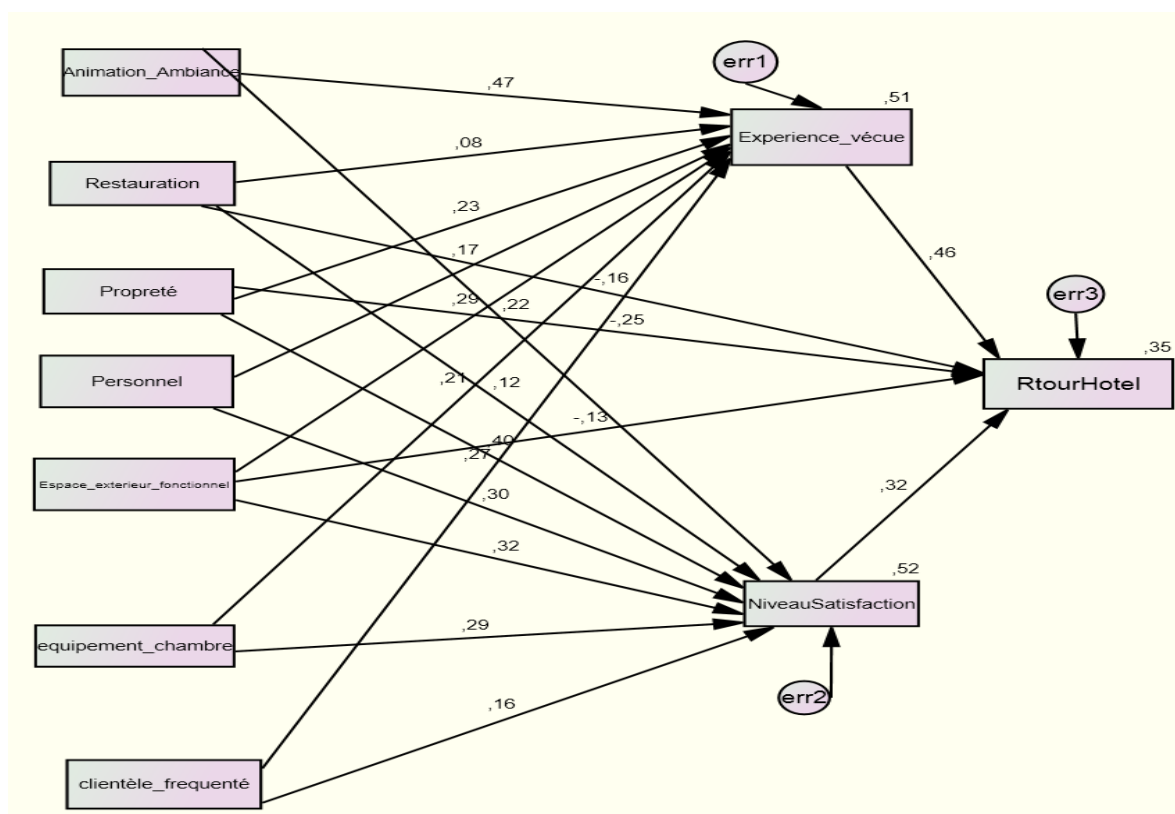 err1
Animation_Ambiance
,47
,51
Experience_vécue
,08
Restauration
,23
,17
,46
-,16
Propreté
,29
,22
-,25
err3
,35
Personnel
,21
,12
RtourHotel
-,13
,40
,27
Espace_exterieur_fonctionnel
,30
,32
,32
,52
NiveauSatisfaction
equipement_chambre
,29
err2
,16
clientèle_frequenté